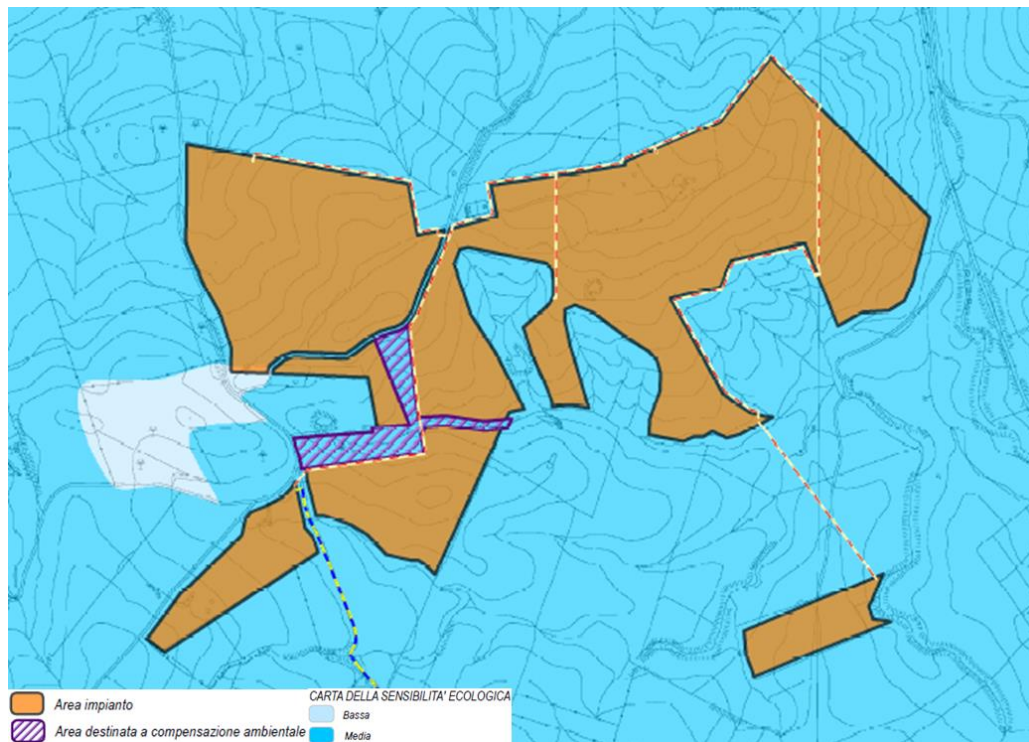 Area impianto
Area destinata a compensazione ambientale
CARTA DELLA SENSIBILITA' ECOLOGICA
Bassa
Media